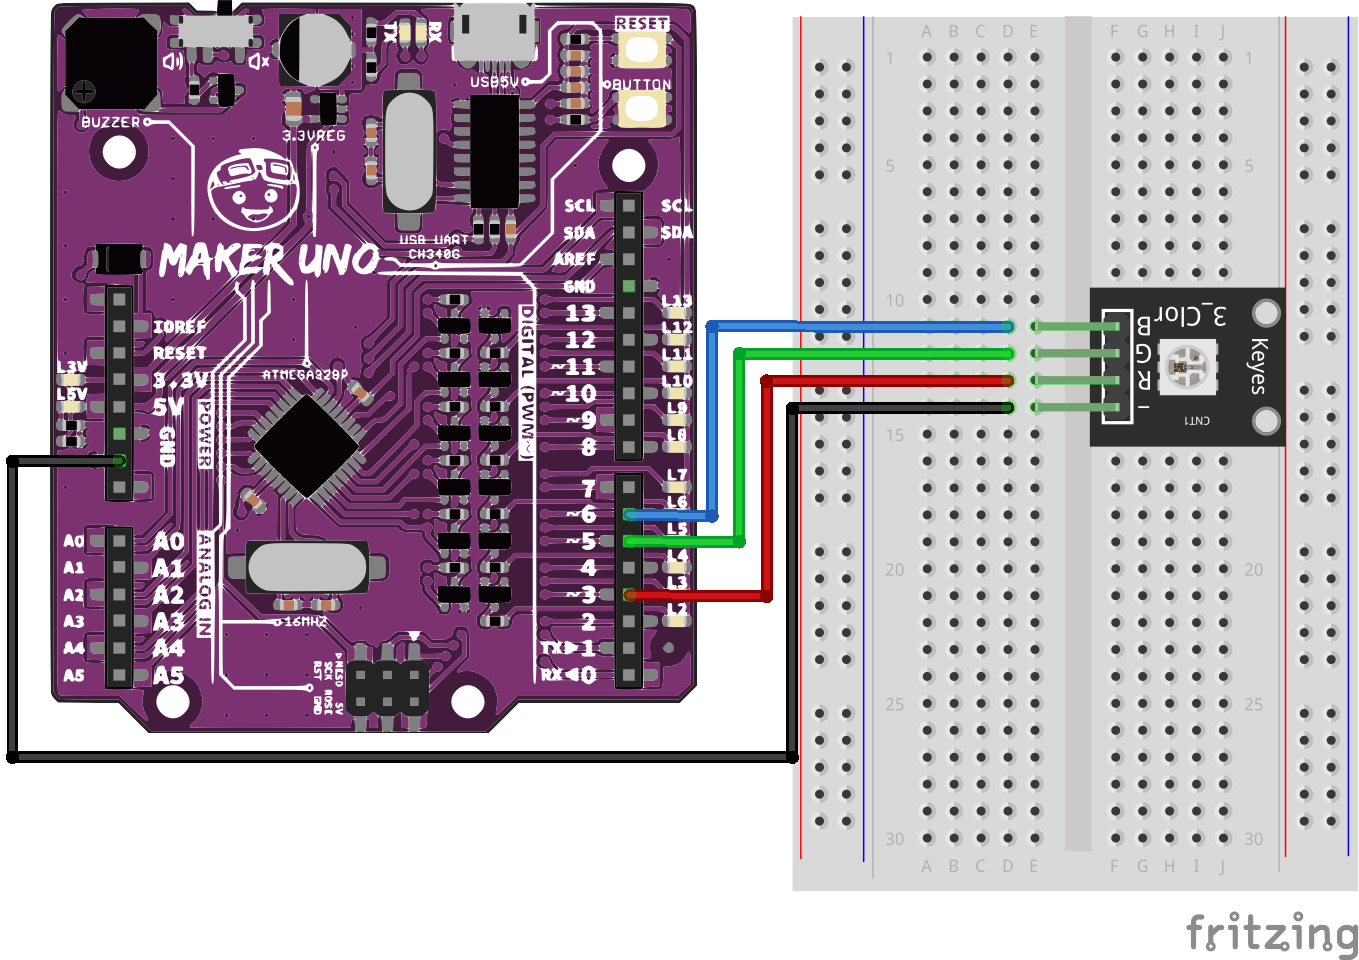 RESET
TX
RX
USB5V
BUTTON
BUZZER
3.3VREG
MAKER UNO
USB UART
CH340G
SCL
SCL
SDA
SDA
AREF
GND
13
12
~11
~10
~9
8
7
~6
~5
4
~3
2
TX▶1
RX◀0
L13
L12
L11
L10
L9
L8
L7
L6
L5
L4
L3
L2
DIGITAL (PWM~)
IOREF
RESET
3.3V
5V
GND
L3V
L5V
POWER
ATMEGA328P
A0
A1
A2
A3
A4
A5
A0
A1
A2
A3
A4
A5
ANALOG IN
16MHZ
MISO
SCK
RST
5V
MOSI
GND
A B C D E
F G H I J
1
5
10
15
20
25
30
1
5
20
25
30
A B C D E
F G H I J
3_Clor
B
G
R
-
Keyes
CNT1
fritzing